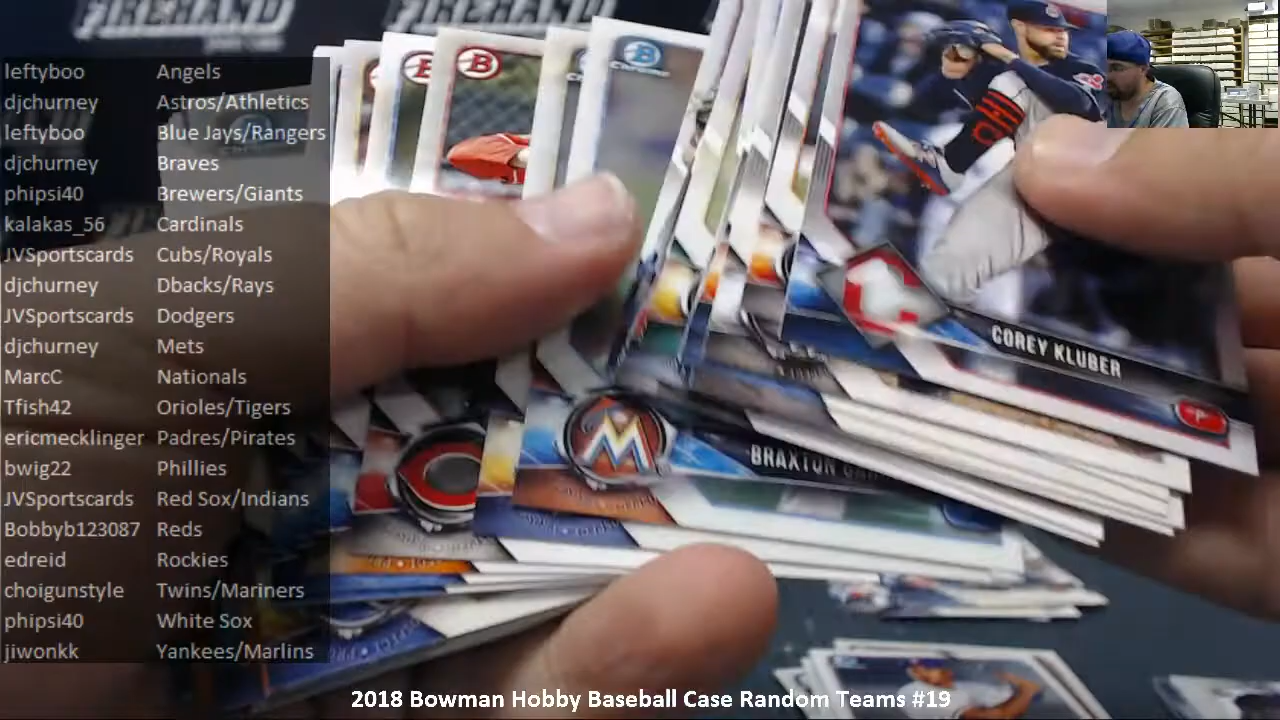 leftyboo Angels
djchurney Astros/Athletics
leftyboo Blue Jays/Rangers
djchurney Braves
phipsi40 Brewers/Giants
kalakas_56 Cardinals
JVSportscards Cubs/Royals
djchurney Dbacks/Rays
JVSportscards Dodgers
djchurney Mets
MarcC Nationals
Tfish42 Orioles/Tigers
ericmecklinger Padres/Pirates
bwig22 Phillies
JVSportscards Red Sox/Indians
Bobbyb123087 Reds
edreid Rockies
choigunstyle Twins/Mariners
phipsi40 White Sox
jiwonkk Yankees/Marlins
B
B
CHROME
COREY KLUBER
P
M
BRAXTON
C
2018 Bowman Hobby Baseball Case Random Teams #19